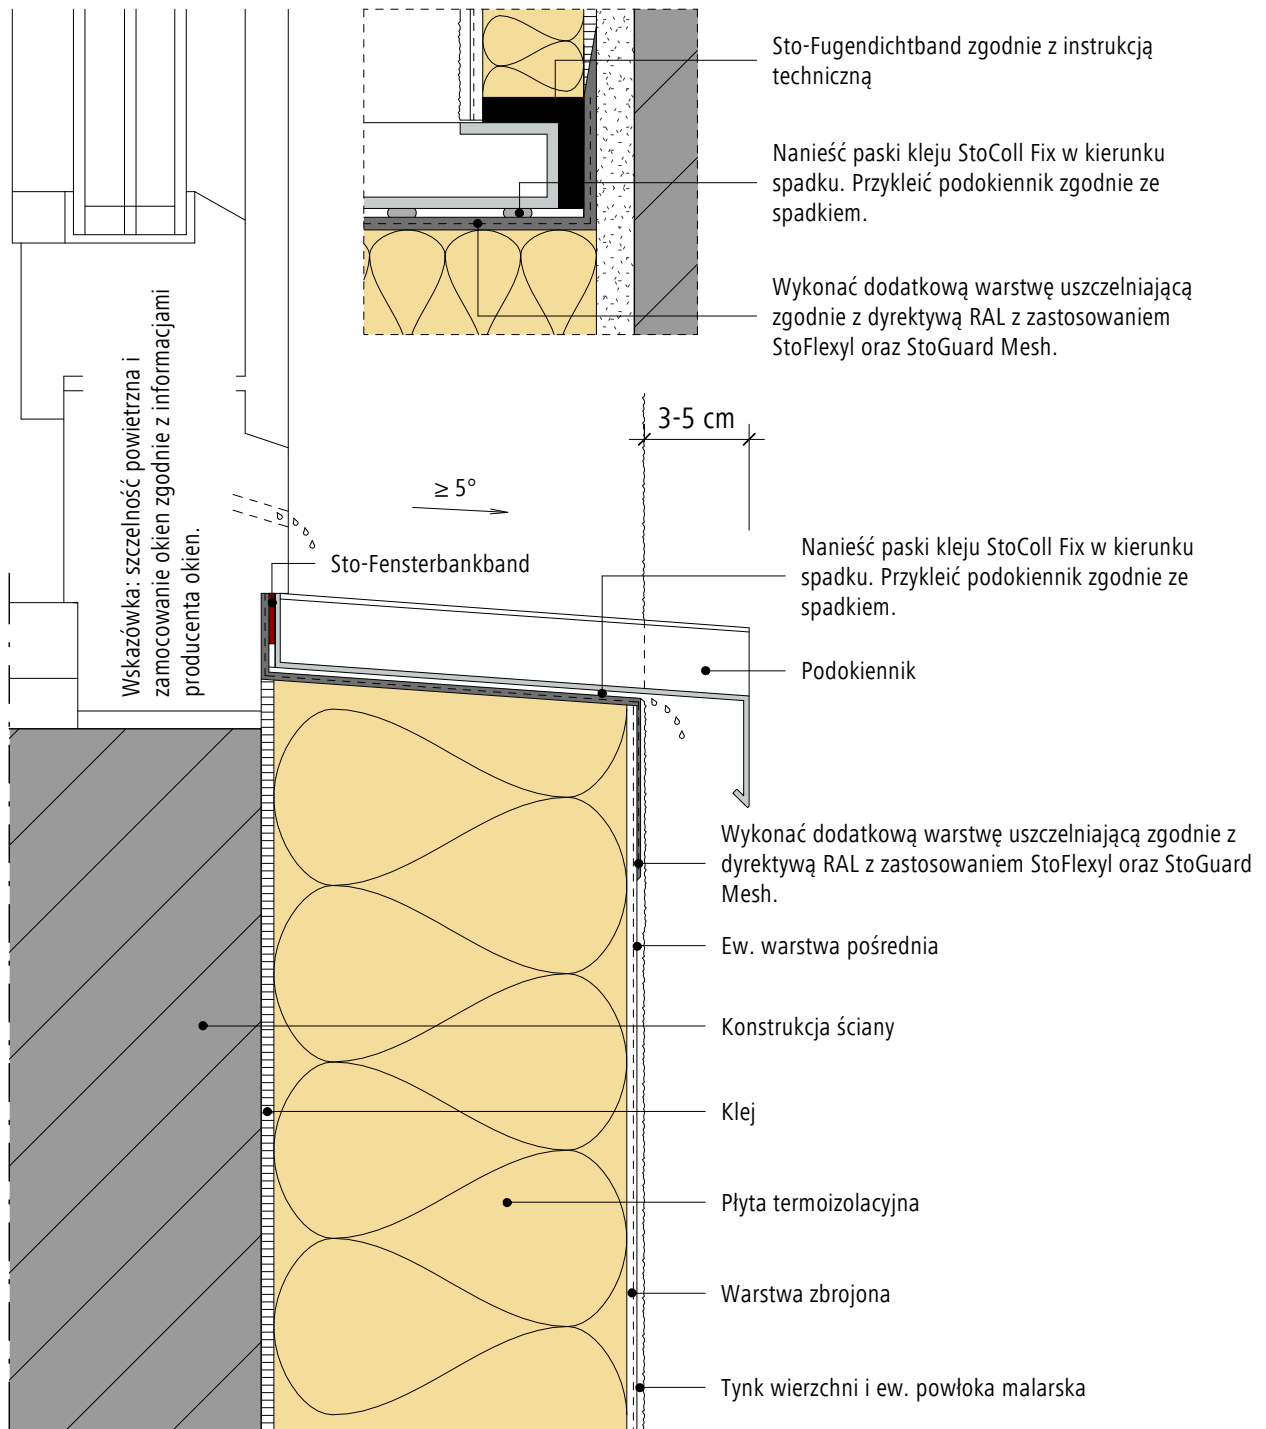 Sto-Fugendichtband zgodnie z instrukcją
techniczną
Nanieść paski kleju StoColl Fix w kierunku
spadku. Przykleić podokiennik zgodnie ze
spadkiem.
Wykonać dodatkową warstwę uszczelniającą
zgodnie z dyrektywą RAL z zastosowaniem
StoFlexyl oraz StoGuard Mesh.
Wskazówka: szczelność powietrzna i
zamocowanie okien zgodnie z informacjami
producenta okien.
3-5 cm
≥ 5°
Sto-Fensterbankband
Nanieść paski kleju StoColl Fix w kierunku
spadku. Przykleić podokiennik zgodnie ze
spadkiem.
Podokiennik
Wykonać dodatkową warstwę uszczelniającą zgodnie z
dyrektywą RAL z zastosowaniem StoFlexyl oraz StoGuard
Mesh.
Ew. warstwa pośrednia
Konstrukcja ściany
Klej
Płyta termoizolacyjna
Warstwa zbrojona
Tynk wierzchni i ew. powłoka malarska